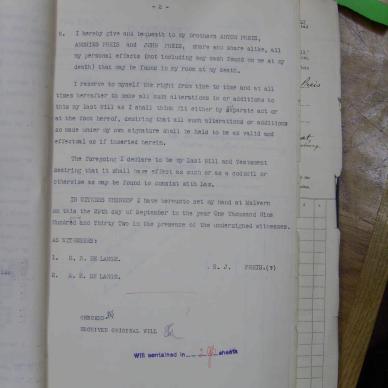 - 2 -
I hereby give and bequeath to my brothers ANTON PREIS,
and JOHN PREIS, share and share alike, all
my personal effects (not including any cash found on me at my
death) that may be found in my room at my death.
I reserve to myself the right from time to time and at all
times hereafter to make all such alterations in or additions to
this my last Will as I shall think fit either by separate act or
at the foot hereof, desiring that all such alterations or additions
so made under my own signature shall be held to be as valid and
effectual as if inserted herein.
The foregoing I declare to be my Last Will and Testament
desiring that it shall have effect as such or as a codicil or
otherwise as may be found to consist with Law.
IN WITNESS WHEREOF I have hereunto set my hand at Malvern
on this the day of September in the year One Thousand Nine
Hundred and Thirty Two in the presence of the undersigned witnesses.
AS WITNESSES:
1. DE LANGE.
PREIS.(?)
2. DE LANGE.
CHECKED
RECEIVED ORIGINAL WILL
Will contained in 2 sheets
Preis